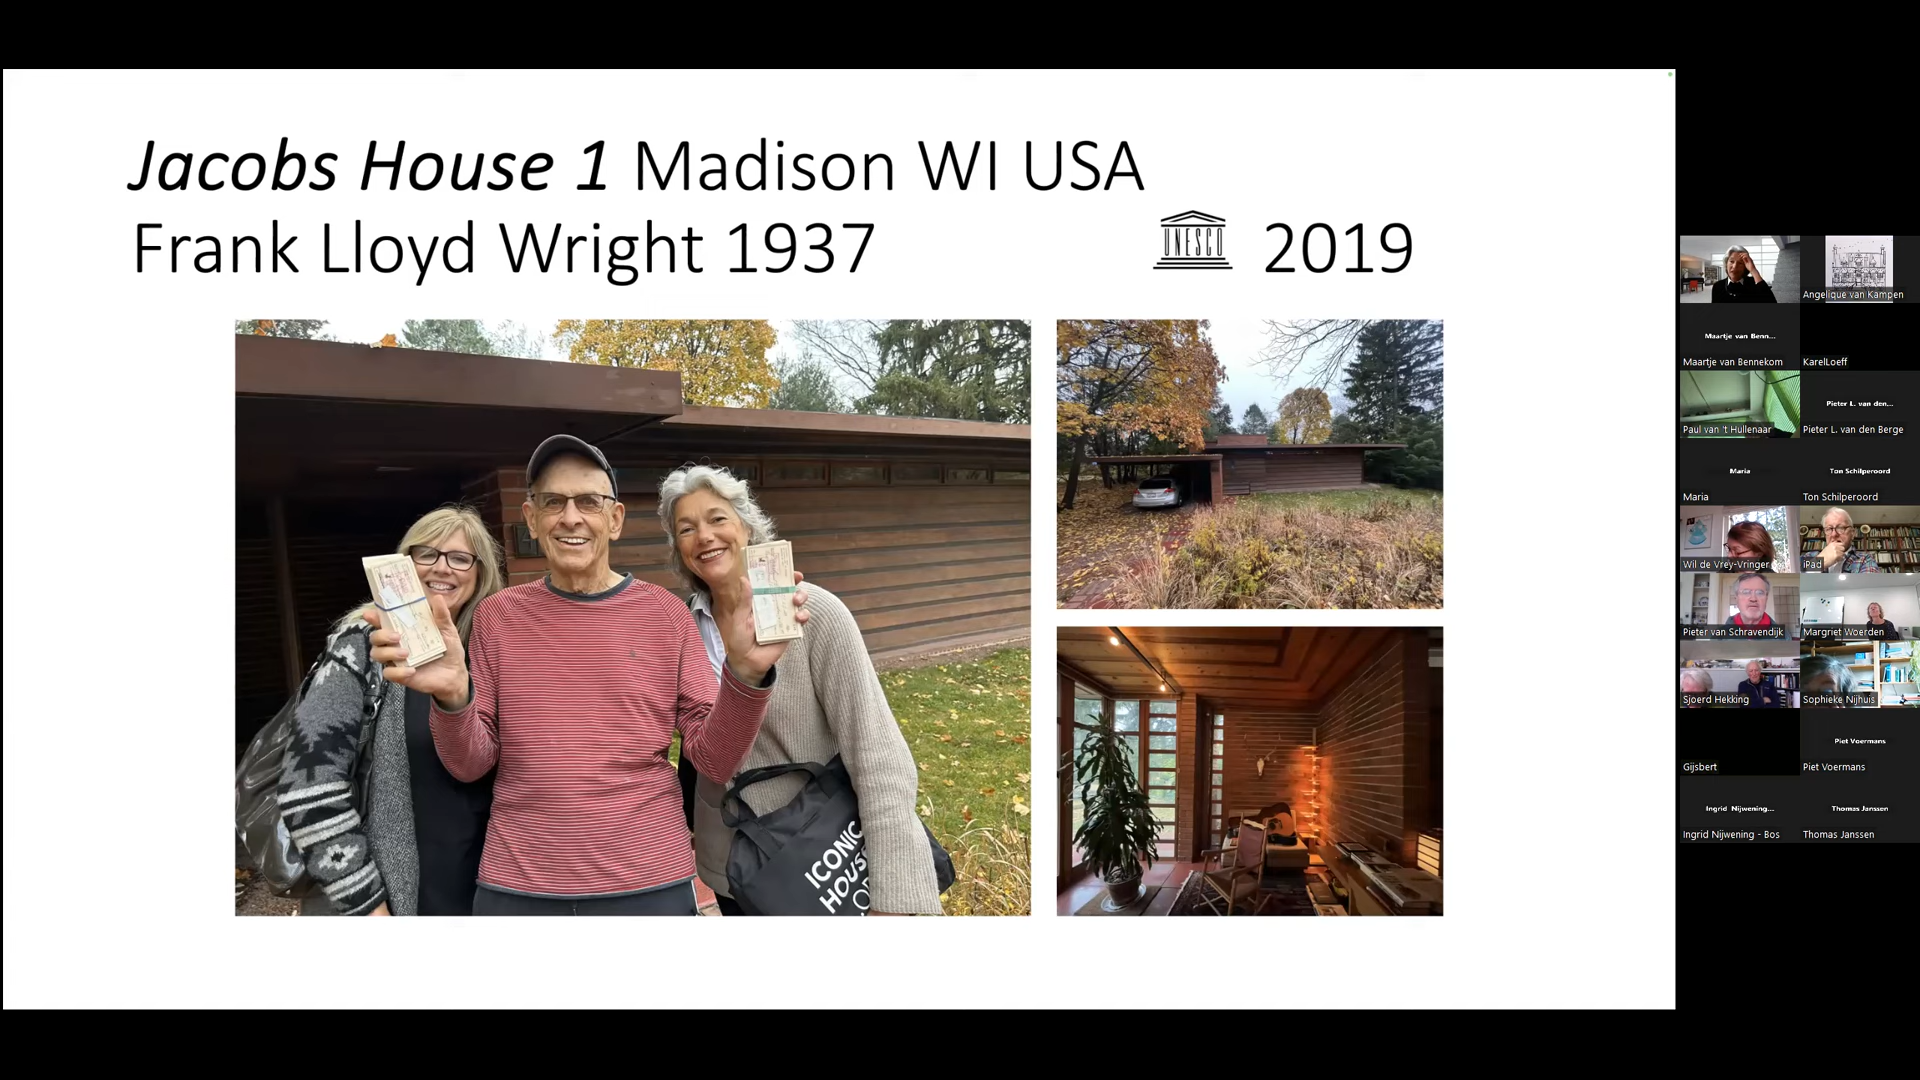 Jacobs House 1 Madison WI USA
Frank Lloyd Wright 1937
UNESCO
2019
ICONIC
HOUSE
Angelique van Kampen
Maartje van Benn...
Maartje van Bennekom
KarelLoeff
Paul van 't Hullenaar
Pieter L. van den...
Pieter L. van den Berge
Maria
Maria
Ton Schilperoord
Ton Schilperoord
Wil de Vrey-Vringer
iPad
Pieter van Schravendijk
Margriet Woerden
Sjoerd Hekking
Sophieke Nijhuis
Gijsbert
Piet Voermans
Piet Voermans
Ingrid Nijwening...
Ingrid Nijwening - Bos
Thomas Janssen
Thomas Janssen